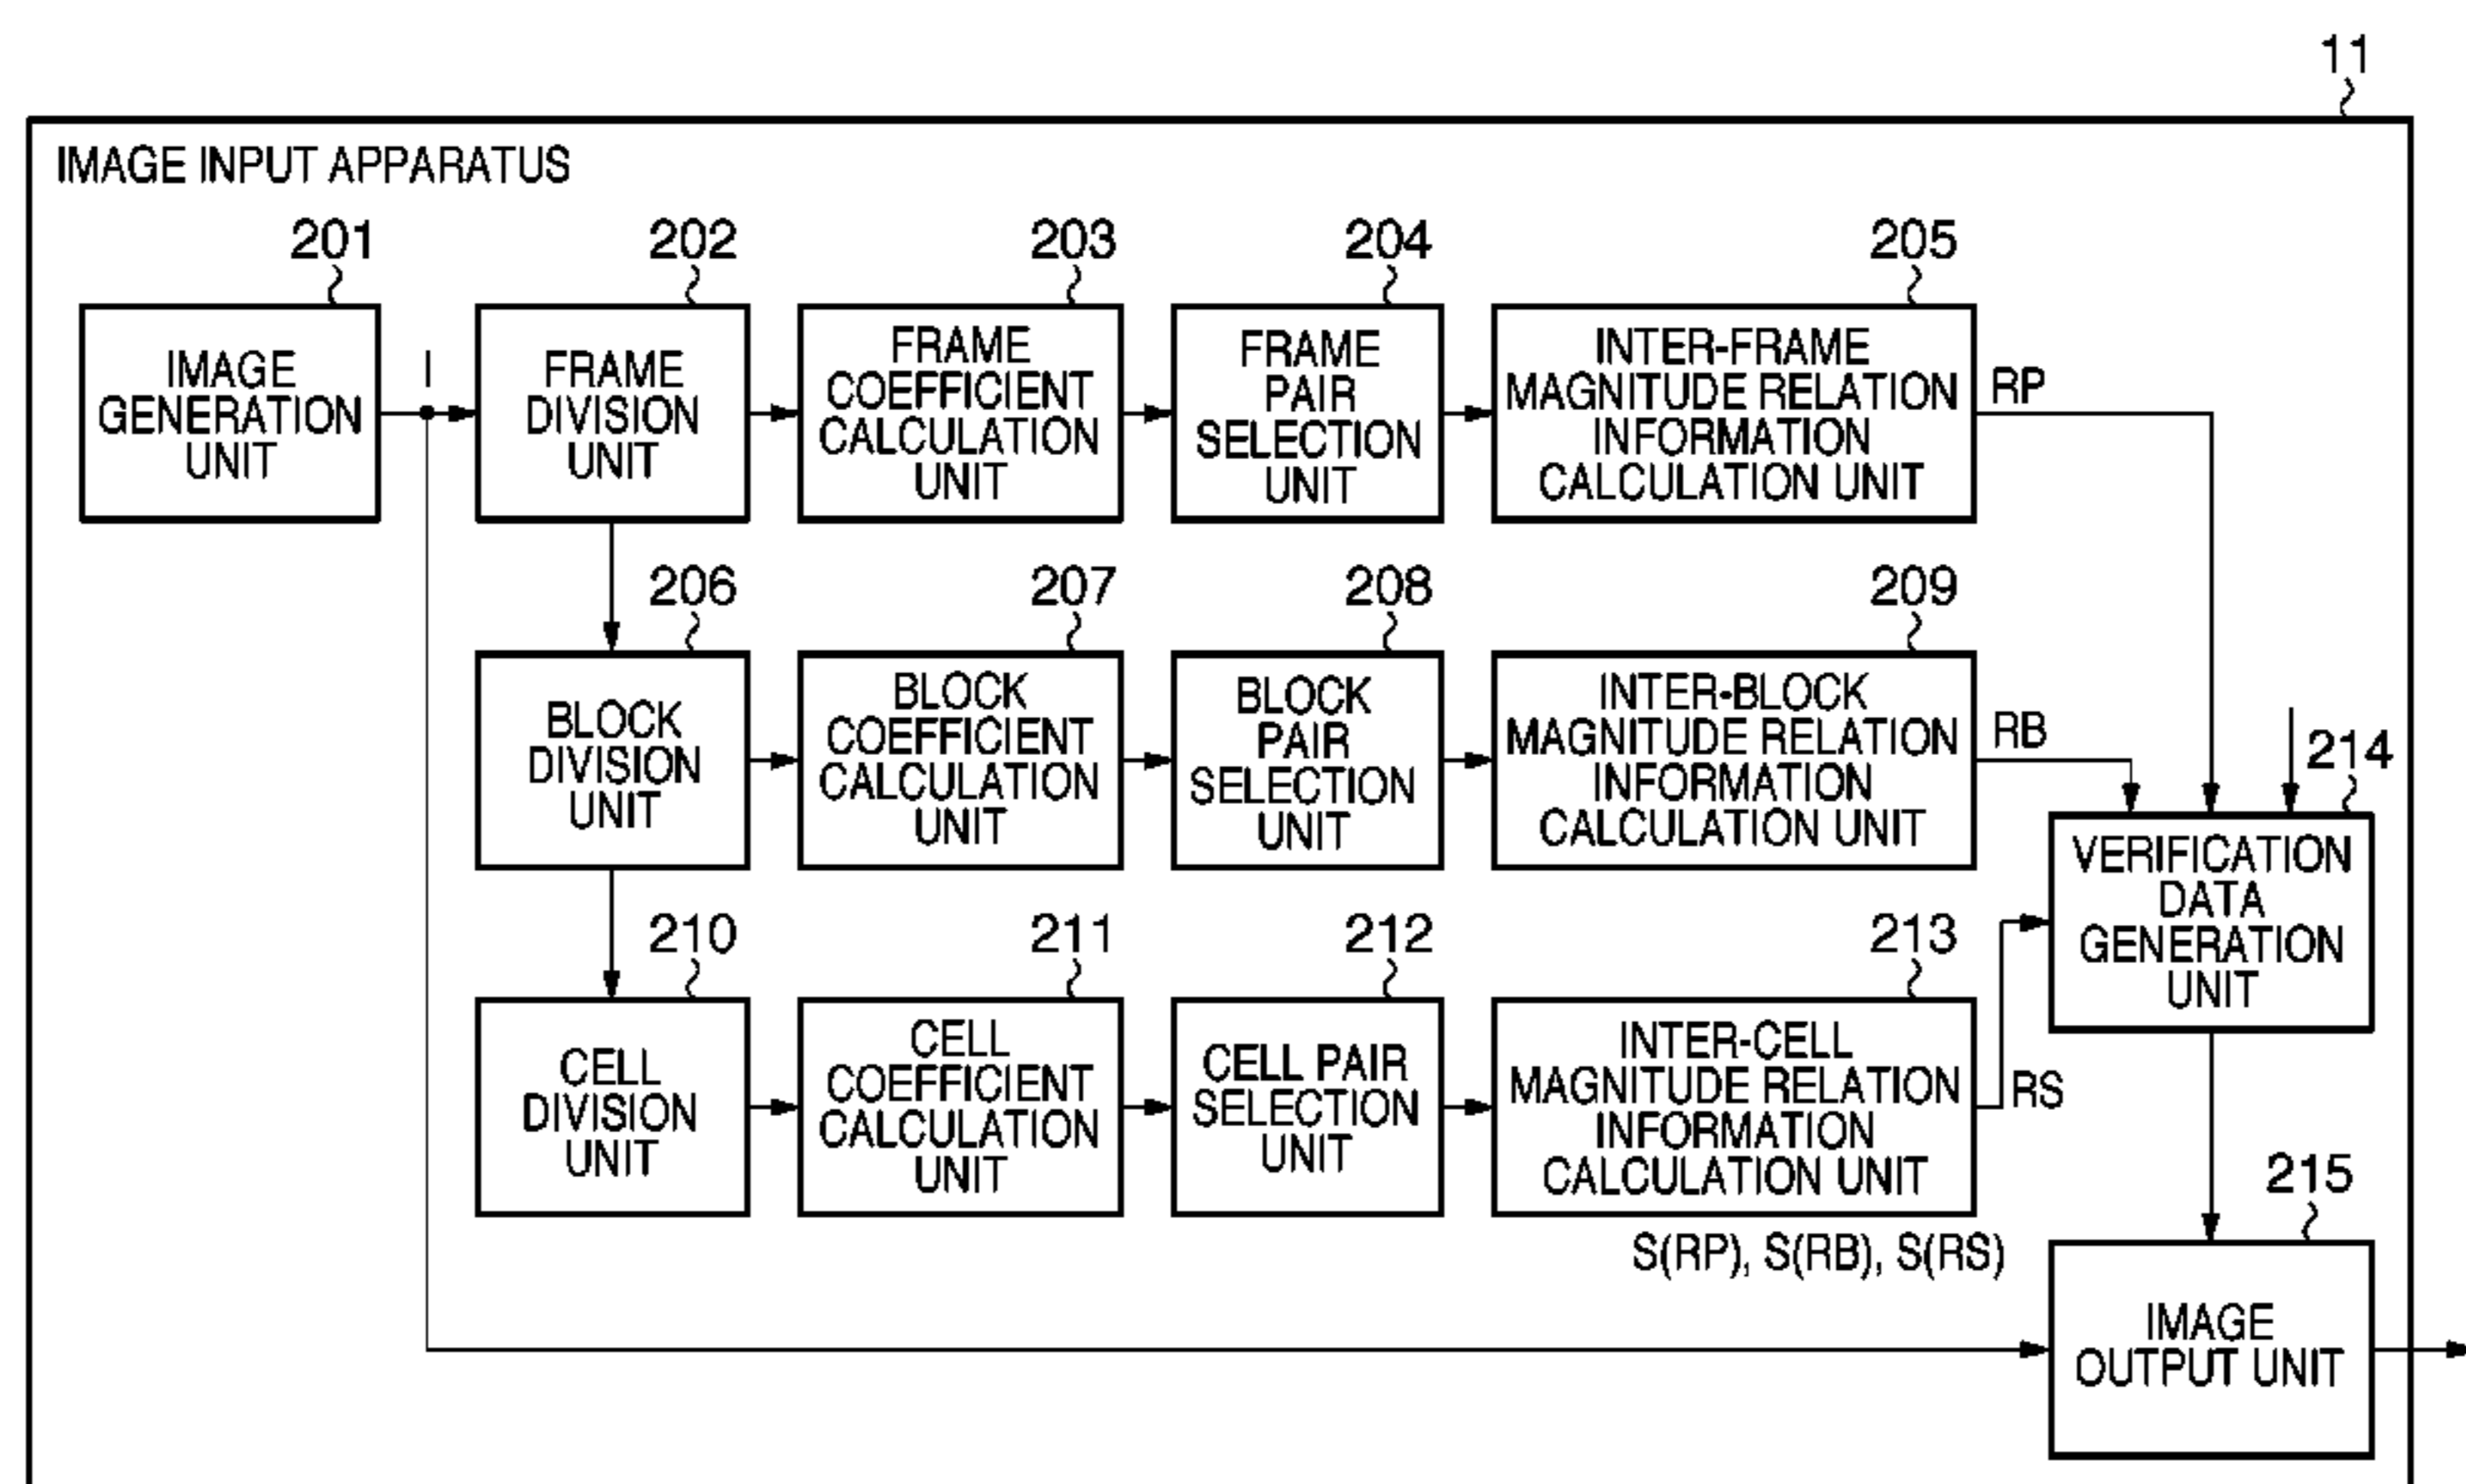 11
IMAGE INPUT APPARATUS
201
202
203
204
205
IMAGE
GENERATION
UNIT
I
FRAME
DIVISION
UNIT
FRAME
COEFFICIENT
CALCULATION
UNIT
FRAME
PAIR
SELECTION
UNIT
INTER-FRAME
MAGNITUDE RELATION
INFORMATION
CALCULATION UNIT
RP
206
207
208
209
BLOCK
DIVISION
UNIT
BLOCK
COEFFICIENT
CALCULATION
UNIT
BLOCK
PAIR
SELECTION
UNIT
INTER-BLOCK
MAGNITUDE RELATION
INFORMATION
CALCULATION UNIT
RB
214
VERIFICATION
DATA
GENERATION
UNIT
210
211
212
213
CELL
DIVISION
UNIT
CELL
COEFFICIENT
CALCULATION
UNIT
CELL PAIR
SELECTION
UNIT
INTER-CELL
MAGNITUDE RELATION
INFORMATION
CALCULATION UNIT
RS
215
S(RP), S(RB), S(RS)
IMAGE
OUTPUT UNIT